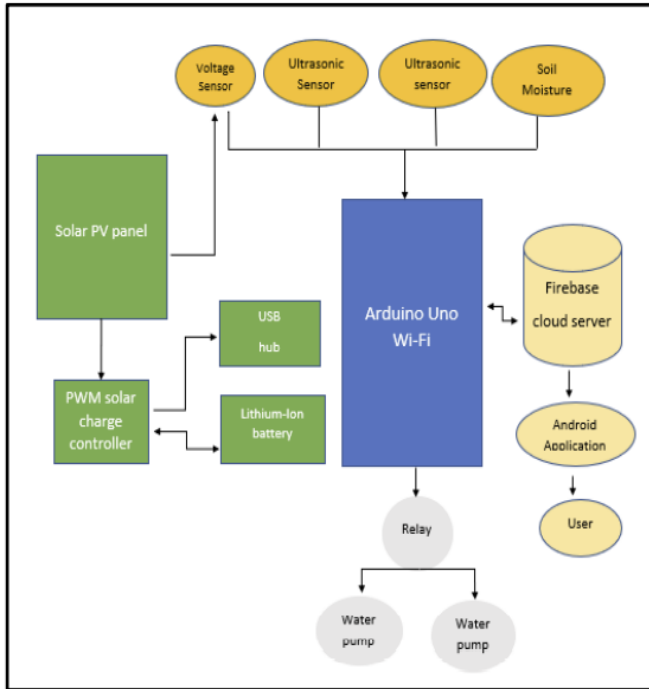 Voltage
Sensor
Ultrasonic
Sensor
Ultrasonic
sensor
Soil
Moisture
Solar PV panel
Arduino Uno
Wi-Fi
Firebase
cloud server
USB
hub
PWM solar
charge
controller
Lithium-Ion
battery
Android
Application
User
Relay
Water
pump
Water
pump